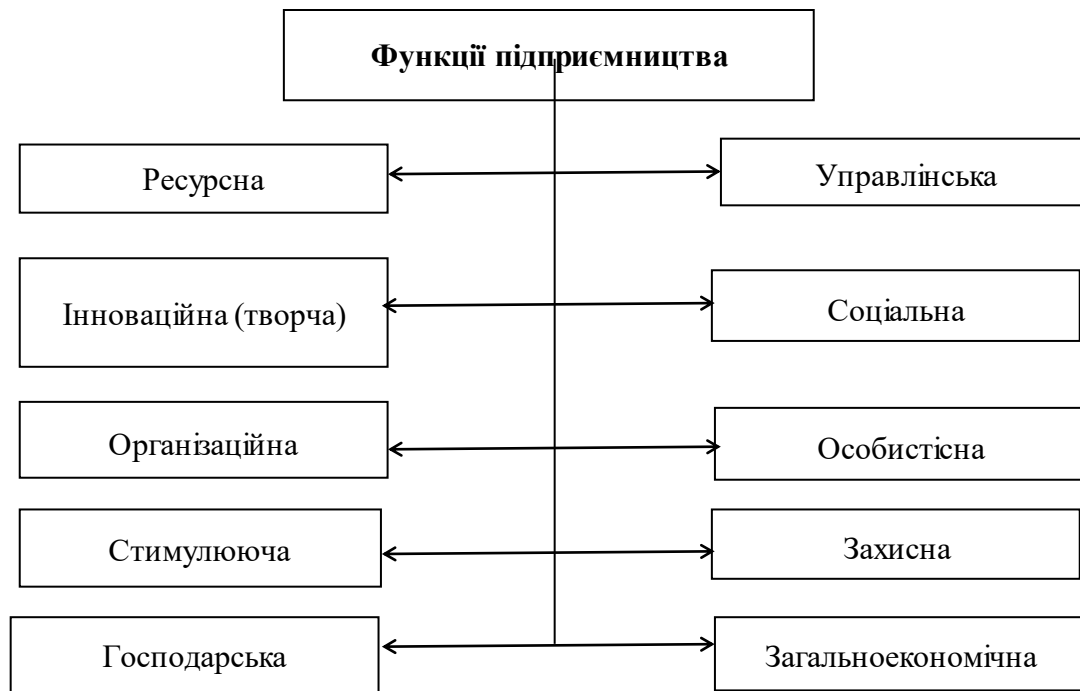 Функції підприємництва
Ресурсна
Управлінська
Інноваційна (творча)
Соціальна
Організаційна
Особистісна
Стимулююча
Захисна
Господарська
Загальноекономічна